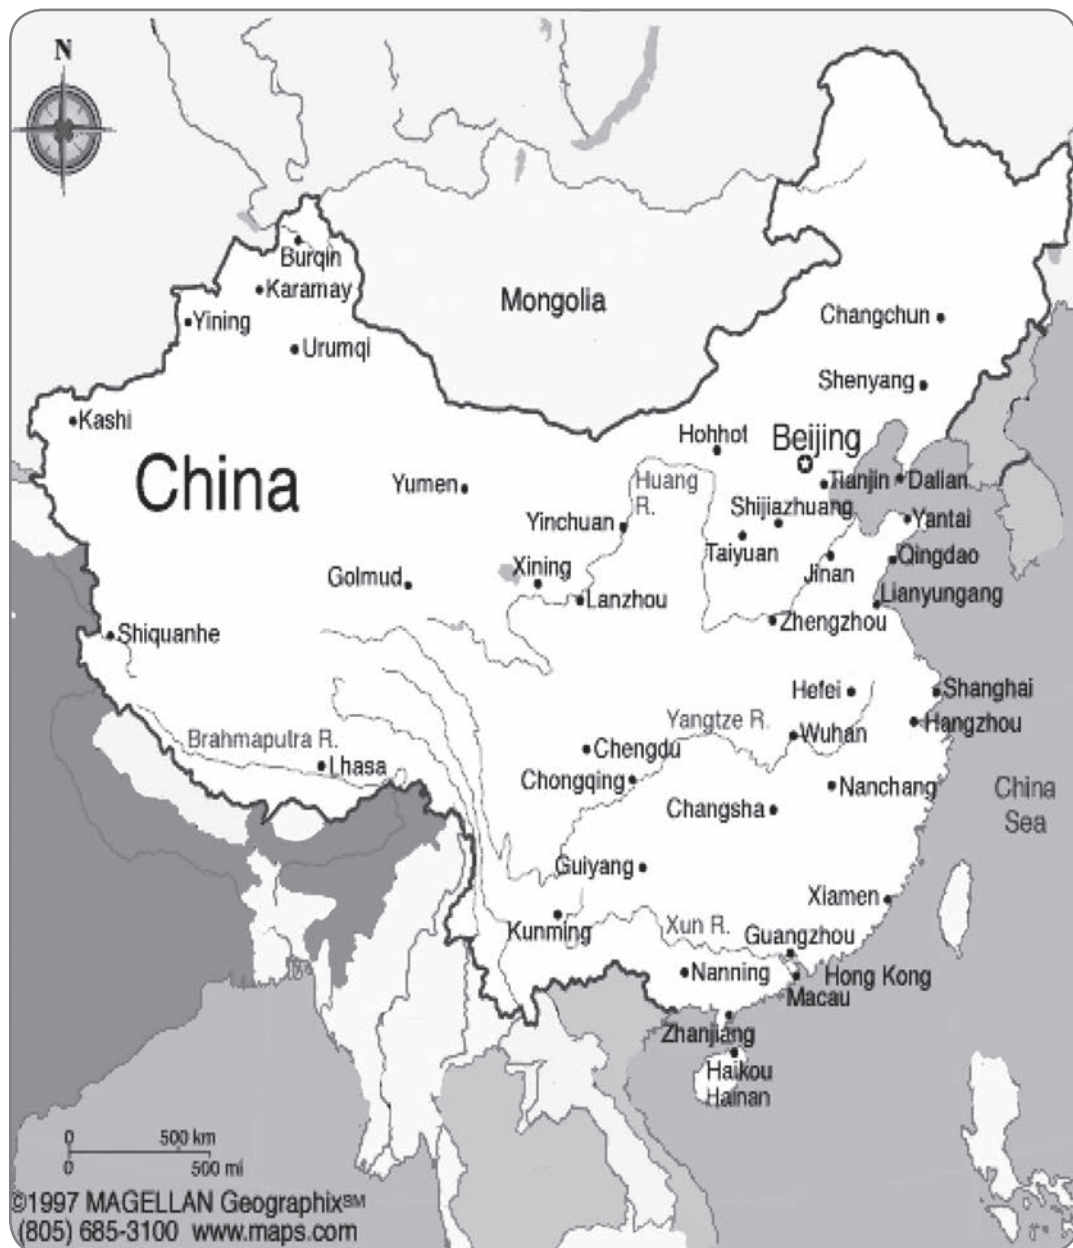 N
Burqin
Karamay
Mongolia
Yining
Changchun
Urumqi
Shenyang
Kashi
Hohhot
Beijing
China
Yumen
Huang
R.
Tianjin
Dalian
Shijiazhuang
Yinchuan
Yantai
Taiyuan
Qingdao
Xining
Jinan
Golmud
Lanzhou
Lianyungang
Zhengzhou
Shiquanhe
Hefei
Shanghai
Yangtze R.
Hangzhou
Wuhan
Brahmaputra R.
Chengdu
Lhasa
Chongqing
Nanchang
China
Sea
Changsha
Guiyang
Xiamen
Kunming
Xun R.
Guangzhou
Nanning
Hong Kong
Macau
Zhanjiang
Haikou
Hainan
0 500 km
0 500 mi
©1997 MAGELLAN Geographix℠
(805) 685-3100 www.maps.com